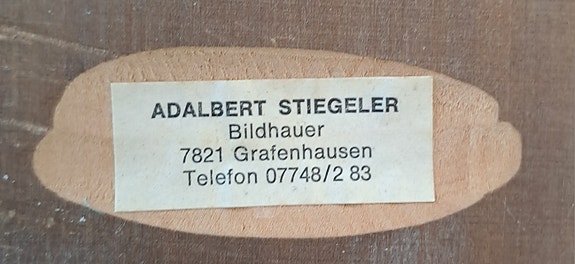 ADALBERT STIEGELER
Bildhauer
7821 Grafenhausen
Telefon 07748/2 83